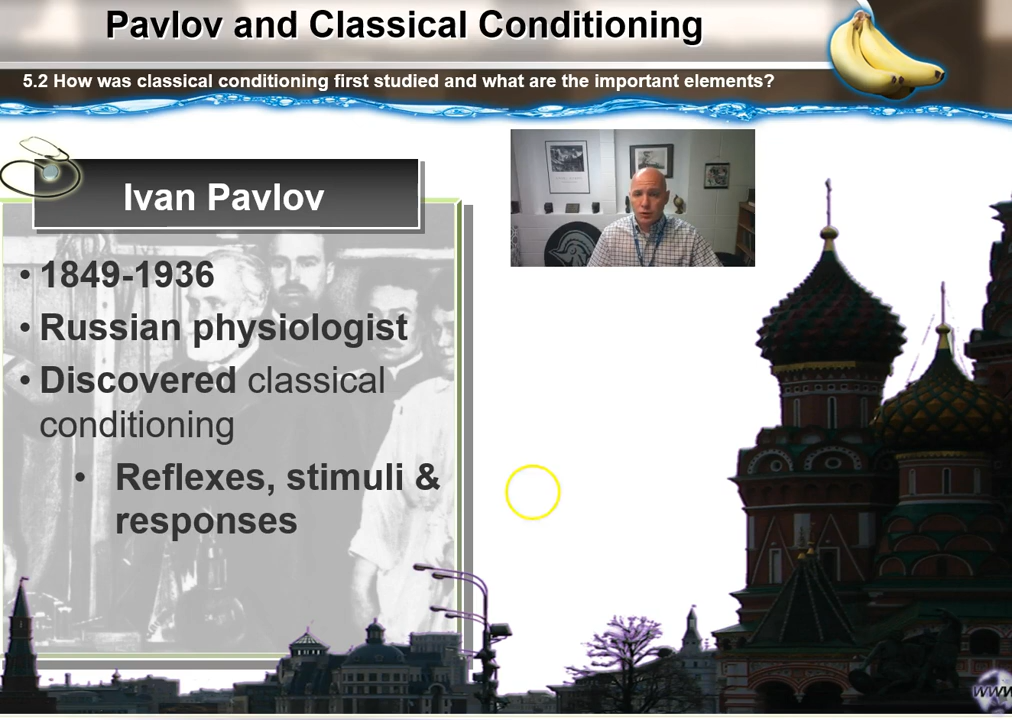 Pavlov and Classical Conditioning
5.2 How was classical conditioning first studied and what are the important elements?
Ivan Pavlov
• 1849-1936
• Russian physiologist
• Discovered classical
conditioning
• Reflexes, stimuli &
responses